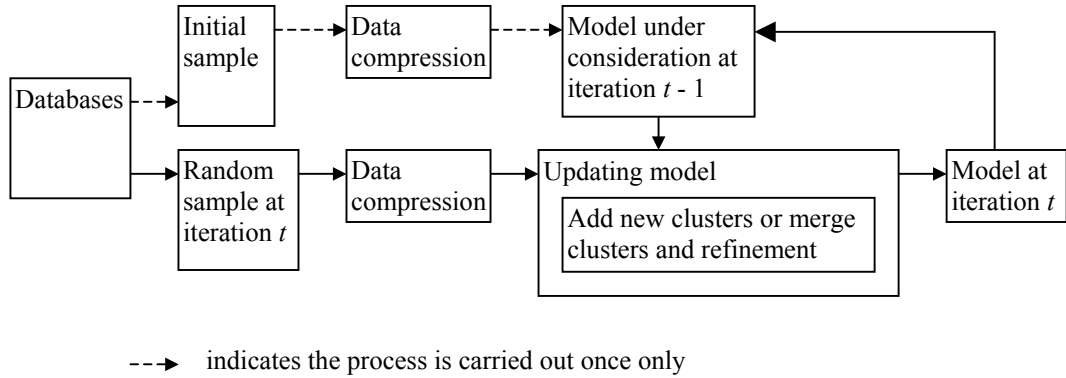 Databases
Initial
sample
Data
compression
Model under
consideration at
iteration t - 1
Random
sample at
iteration t
Data
compression
Updating model
Add new clusters or merge
clusters and refinement
Model at
iteration t
indicates the process is carried out once only